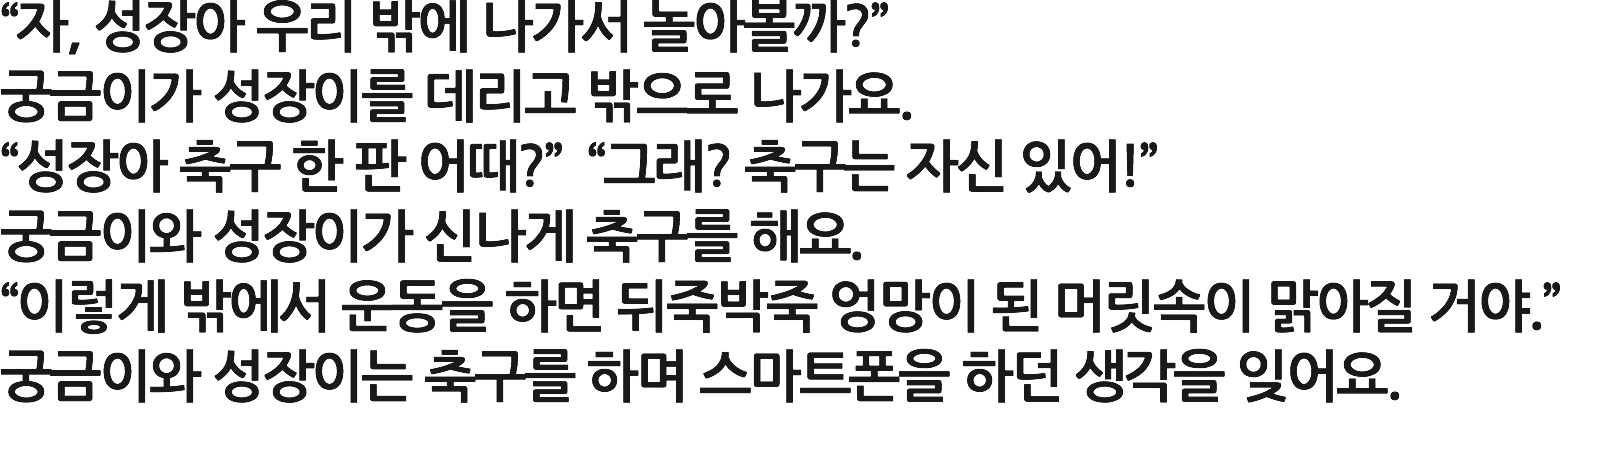 “자, 성장아 우리 밖에 나가서 놀아볼까?”
궁금이가 성장이를 데리고 밖으로 나가요.
“성장아 축구 한 판 어때?” “그래? 축구는 자신 있어!”
궁금이와 성장이가 신나게 축구를 해요.
“이렇게 밖에서 운동을 하면 뒤죽박죽 엉망이 된 머릿속이 맑아질 거야.”
궁금이와 성장이는 축구를 하며 스마트폰을 하던 생각을 잊어요.